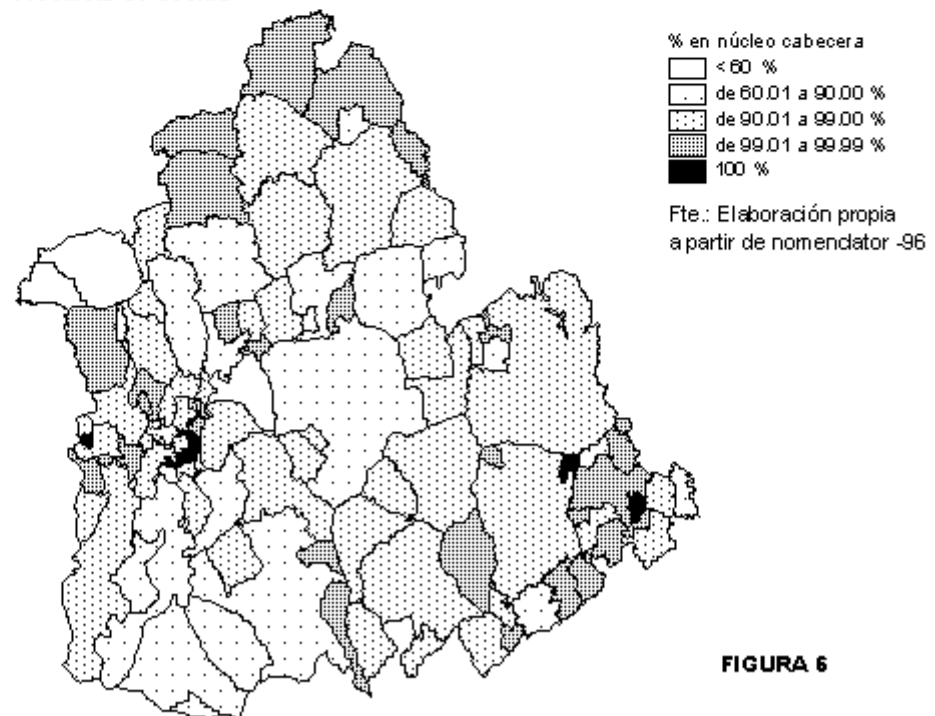 % en núcleo cabecera
< 60 %
de 60.01 a 90.00 %
de 90.01 a 99.00 %
de 99.01 a 99.99 %
100 %
Fte.: Elaboración propia
a partir de nomenclator -96
FIGURA 6